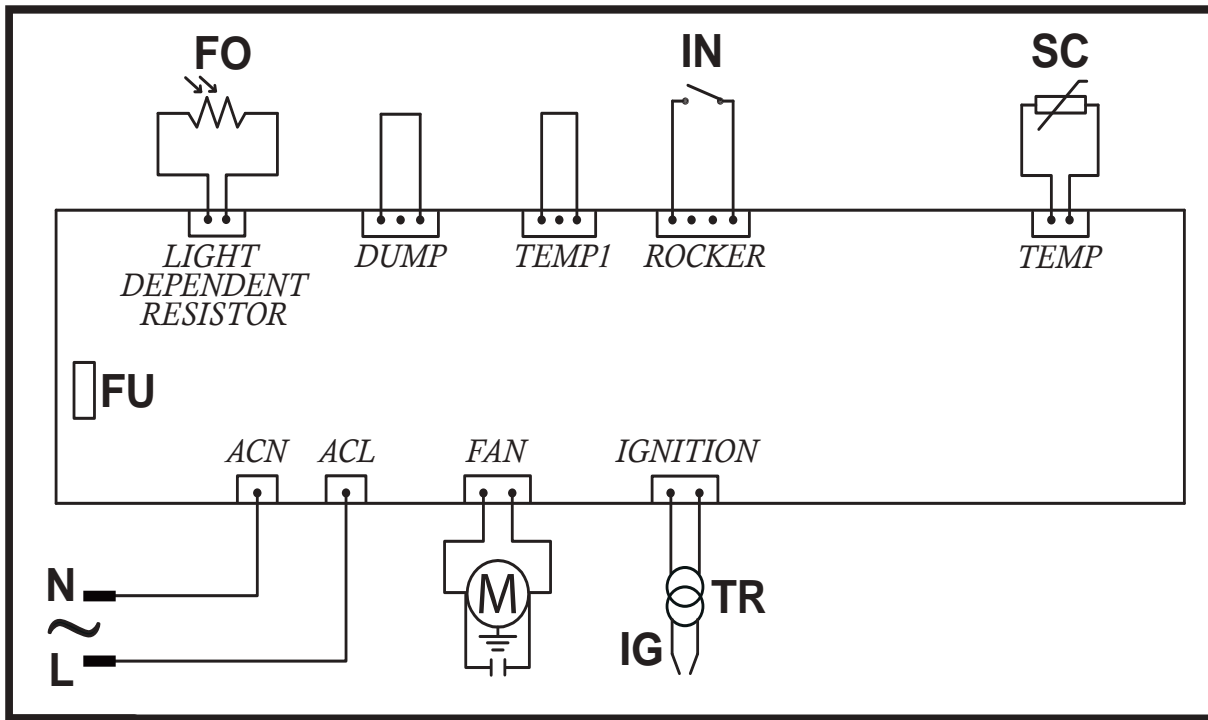 FO
IN
SC
LIGHT
DEPENDENT
RESISTOR
DUMP
TEMP1
ROCKER
TEMP
FU
ACN
ACL
FAN
IGNITION
N
~
L
M
TR
IG